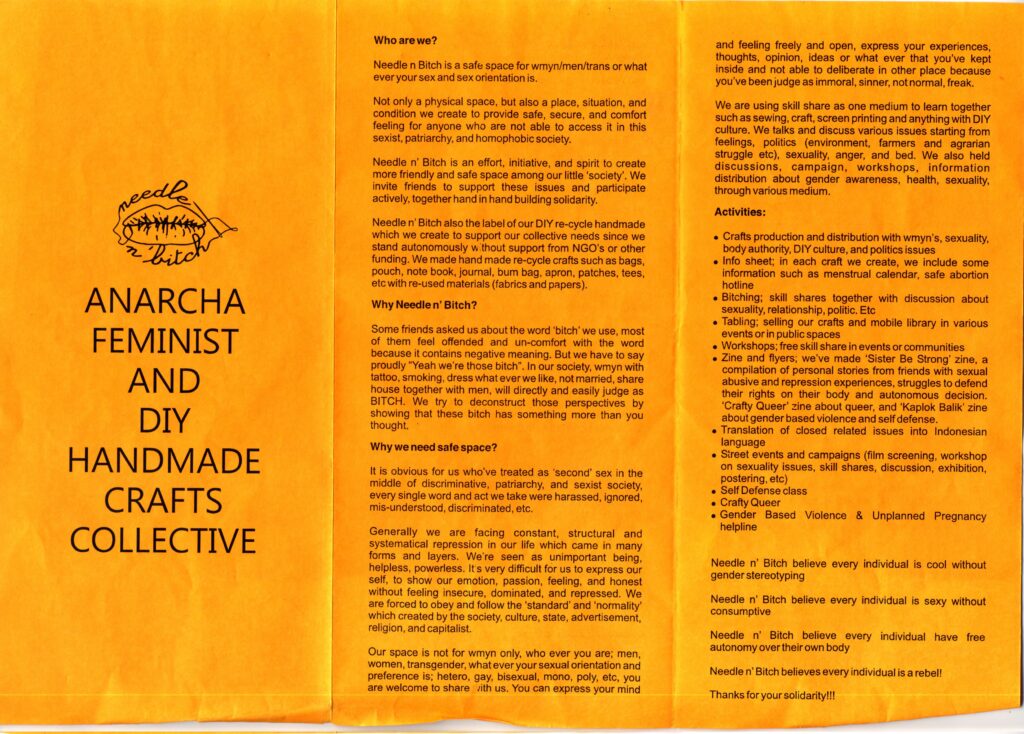 needle
n' bitch
ANARCHA
FEMINIST
AND
DIY
HANDMADE
CRAFTS
COLLECTIVE
Who are we?
Needle n Bitch is a safe space for wmyn/men/trans or what
ever your sex and sex orientation is.
Not only a physical space, but also a place, situation, and
condition we create to provide safe, secure, and comfort
feeling for anyone who are not able to access it in this
sexist, patriarchy, and homophobic society.
Needle n' Bitch is an effort, initiative, and spirit to create
more friendly and safe space among our little 'society'. We
invite friends to support these issues and participate
actively, together hand in hand building solidarity.
Needle n' Bitch also the label of our DIY re-cycle handmade
which we create to support our collective needs since we
stand autonomously without support from NGO's or other
funding. We made hand made re-cycle crafts such as bags,
pouch, note book, journal, bum bag, apron, patches, tees,
etc with re-used materials (fabrics and papers).
Why Needle n' Bitch?
Some friends asked us about the word 'bitch' we use, most
of them feel offended and un-comfort with the word
because it contains negative meaning. But we have to say
proudly "Yeah we're those bitch". In our society, wmyn with
tattoo, smoking, dress what ever we like, not married, share
house together with men, will directly and easily judge as
BITCH. We try to deconstruct those perspectives by
showing that these bitch has something more than you
thought.
Why we need safe space?
It is obvious for us who've treated as 'second' sex in the
middle of discriminative, patriarchy, and sexist society,
every single word and act we take were harassed, ignored,
mis-understood, discriminated, etc.
Generally we are facing constant, structural and
systematical repression in our life which came in many
forms and layers. We're seen as unimportant being,
helpless, powerless. It's very difficult for us to express our
self, to show our emotion, passion, feeling, and honest
without feeling insecure, dominated, and repressed. We
are forced to obey and follow the 'standard' and 'normality'
which created by the society, culture, state, advertisement,
religion, and capitalist.
Our space is not for wmyn only, who ever you are; men,
women, transgender, what ever your sexual orientation and
preference is; hetero, gay, bisexual, mono, poly, etc, you
are welcome to share with us. You can express your mind
and feeling freely and open, express your experiences,
thoughts, opinion, ideas or what ever that you've kept
inside and not able to deliberate in other place because
you've been judge as immoral, sinner, not normal, freak.
We are using skill share as one medium to learn together
such as sewing, craft, screen printing and anything with DIY
culture. We talks and discuss various issues starting from
feelings, politics (environment, farmers and agrarian
struggle etc), sexuality, anger, and bed. We also held
discussions, campaign, workshops, information
distribution about gender awareness, health, sexuality,
through various medium.
Activities:
• Crafts production and distribution with wmyn's, sexuality,
body authority, DIY culture, and politics issues
• Info sheet; in each craft we create, we include some
information such as menstrual calendar, safe abortion
hotline
• Bitching; skill shares together with discussion about
sexuality, relationship, politic. Etc
• Tabling; selling our crafts and mobile library in various
events or in public spaces
• Workshops; free skill share in events or communities
• Zine and flyers; we've made 'Sister Be Strong' zine, a
compilation of personal stories from friends with sexual
abusive and repression experiences, struggles to defend
their rights on their body and autonomous decision.
'Crafty Queer' zine about queer, and 'Kaplok Balik' zine
about gender based violence and self defense.
• Translation of closed related issues into Indonesian
language
• Street events and campaigns (film screening, workshop
on sexuality issues, skill shares, discussion, exhibition,
postering, etc)
• Self Defense class
• Crafty Queer
• Gender Based Violence & Unplanned Pregnancy
helpline
Needle n' Bitch believe every individual is cool without
gender stereotyping
Needle n' Bitch believe every individual is sexy without
consumptive
Needle n' Bitch believe every individual have free
autonomy over their own body
Needle n' Bitch believes every individual is a rebel!
Thanks for your solidarity!!!